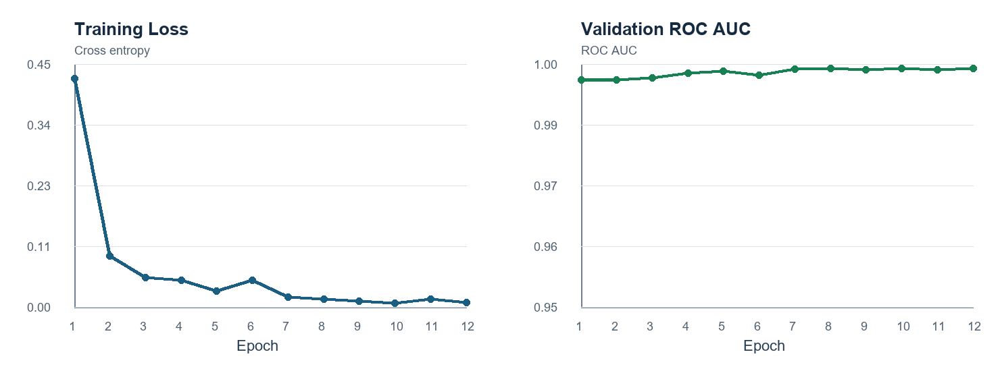 Training Loss
Cross entropy
0.45
0.34
0.23
0.11
0.00
1 2 3 4 5 6 7 8 9 10 11 12
Epoch
Validation ROC AUC
ROC AUC
1.00
0.99
0.97
0.96
0.95
1 2 3 4 5 6 7 8 9 10 11 12
Epoch